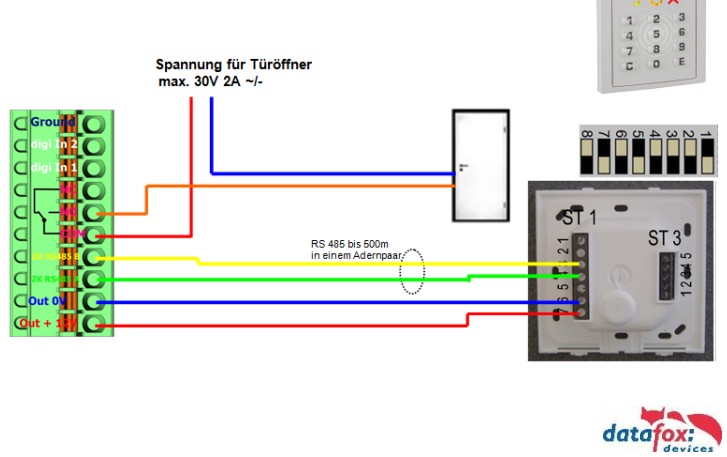 1 2 3
4 5 6
7 8 9
C 0 E
Spannung für Türöffner
max. 30V 2A ~/-
Ground
digi In 2
digi In 1
NC
NO
COM
ZK RS485 B
ZK RS
Out 0V
Out + 12V
RS 485 bis 500m
in einem Adernpaar
8 7 6 5 4 3 2 1
ST 1
ST 3
7 6 5 4 3 2 1
1 2 3 4 5
datafox:
devices